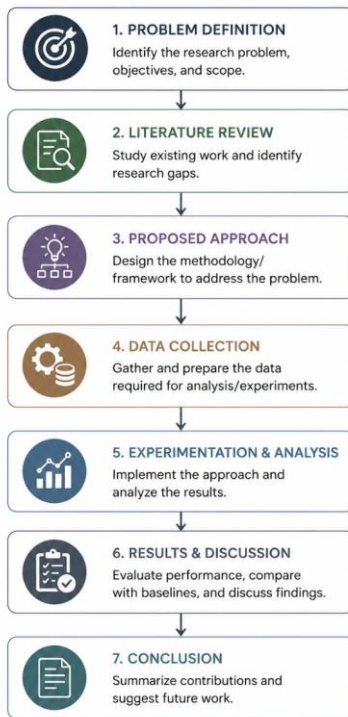 1. PROBLEM DEFINITION
Identify the research problem,
objectives, and scope.
2. LITERATURE REVIEW
Study existing work and identify
research gaps.
3. PROPOSED APPROACH
Design the methodology/
framework to address the problem.
4. DATA COLLECTION
Gather and prepare the data
required for analysis/experiments.
5. EXPERIMENTATION & ANALYSIS
Implement the approach and
analyze the results.
6. RESULTS & DISCUSSION
Evaluate performance, compare
with baselines, and discuss findings.
7. CONCLUSION
Summarize contributions and
suggest future work.